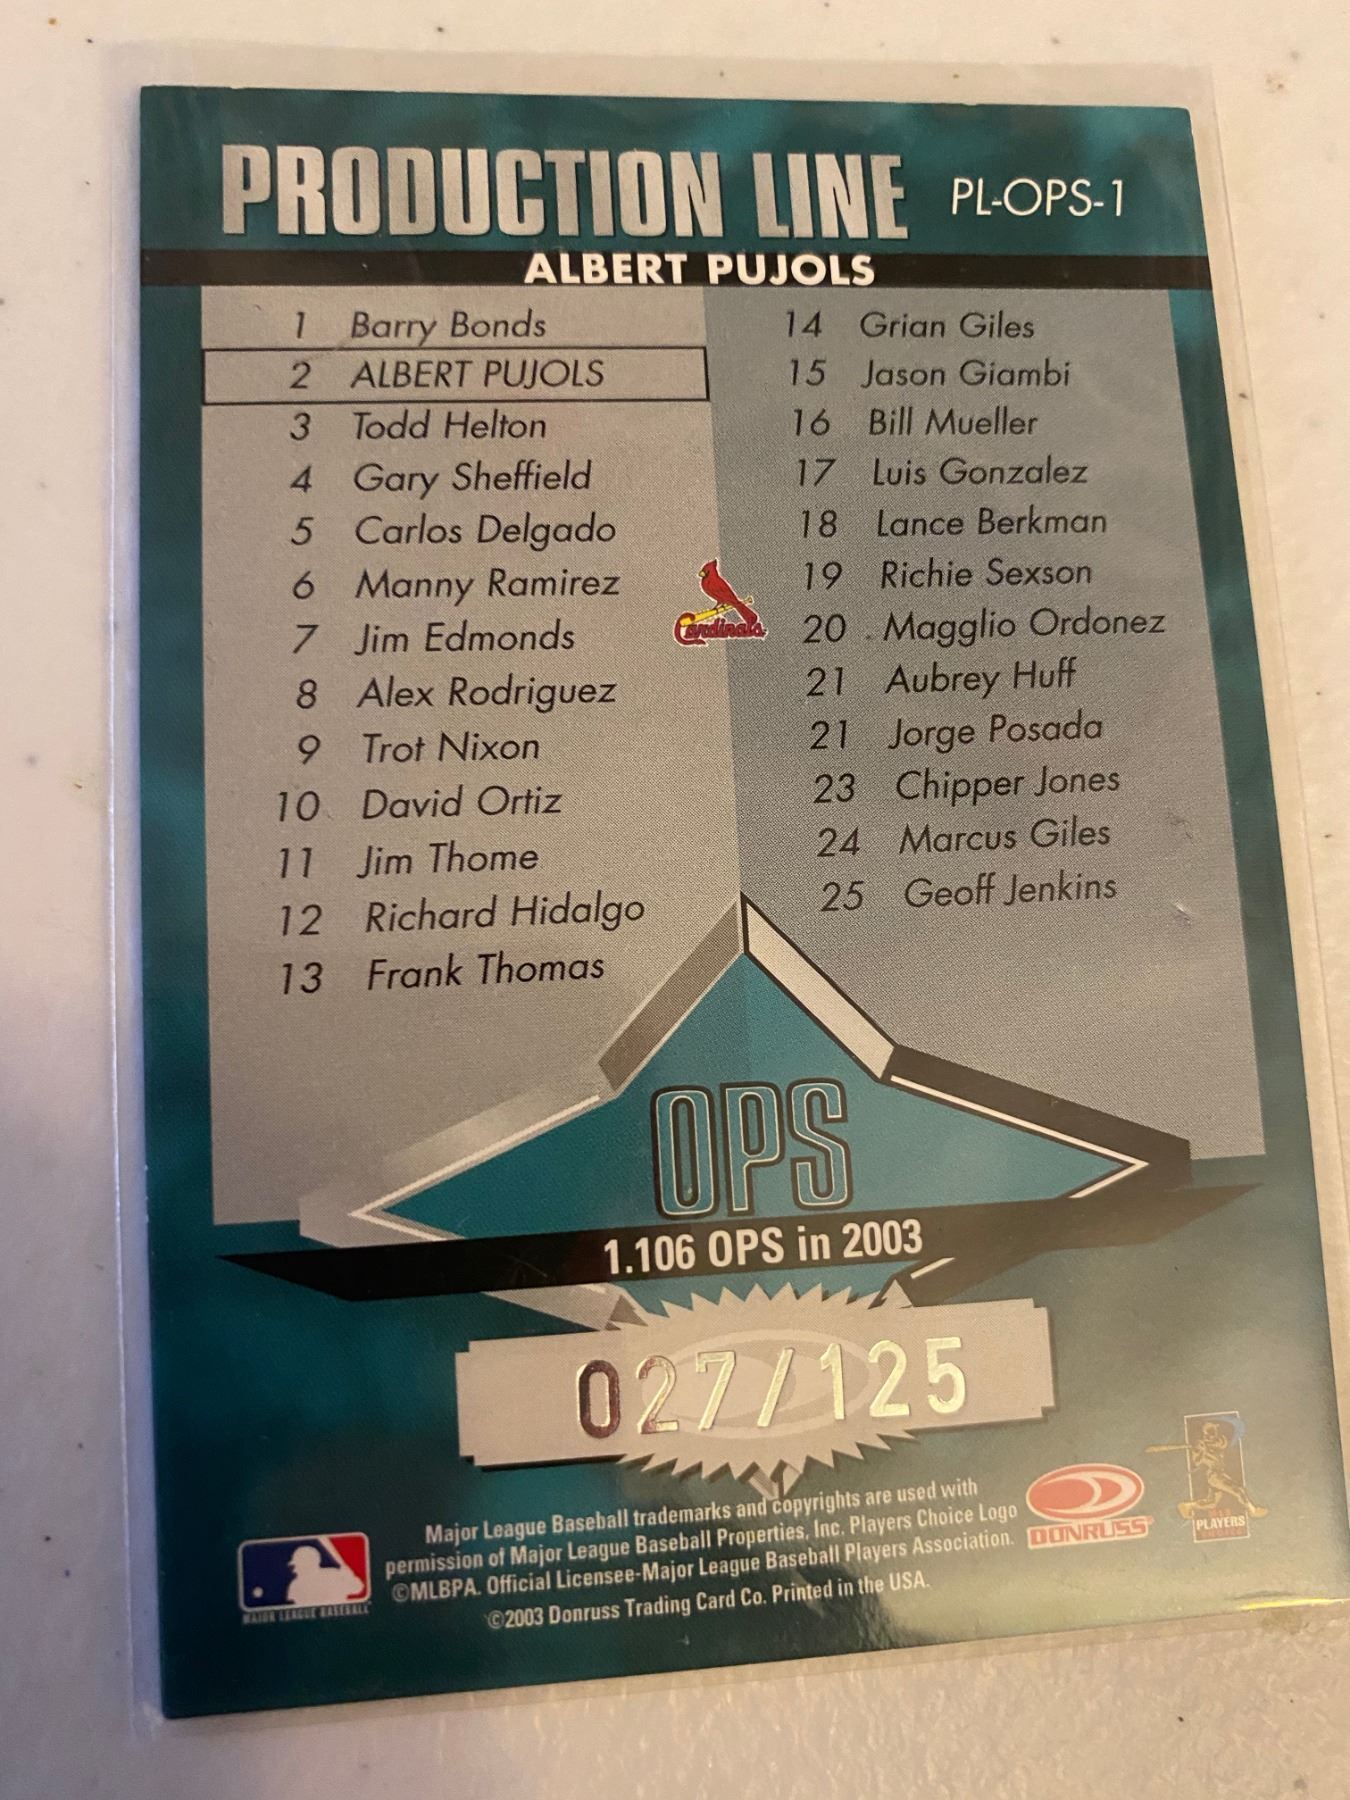 PRODUCTION LINE PL-OPS-1
ALBERT PUJOLS
1 Barry Bonds
2 ALBERT PUJOLS
3 Todd Helton
4 Gary Sheffield
5 Carlos Delgado
6 Manny Ramirez
7 Jim Edmonds
8 Alex Rodriguez
9 Trot Nixon
10 David Ortiz
11 Jim Thome
12 Richard Hidalgo
13 Frank Thomas
Cardinals
14 Grian Giles
15 Jason Giambi
16 Bill Mueller
17 Luis Gonzalez
18 Lance Berkman
19 Richie Sexson
20 Magglio Ordonez
21 Aubrey Huff
21 Jorge Posada
23 Chipper Jones
24 Marcus Giles
25 Geoff Jenkins
OPS
1.106 OPS in 2003
027/125
Major League Baseball trademarks and copyrights are used with
permission of Major League Baseball Properties, Inc. Players Choice Logo
©MLBPA. Official Licensee-Major League Baseball Players Association.
©2003 Donruss Trading Card Co. Printed in the USA.
MAJOR LEAGUE BASEBALL
DONRUSS
PLAYERS